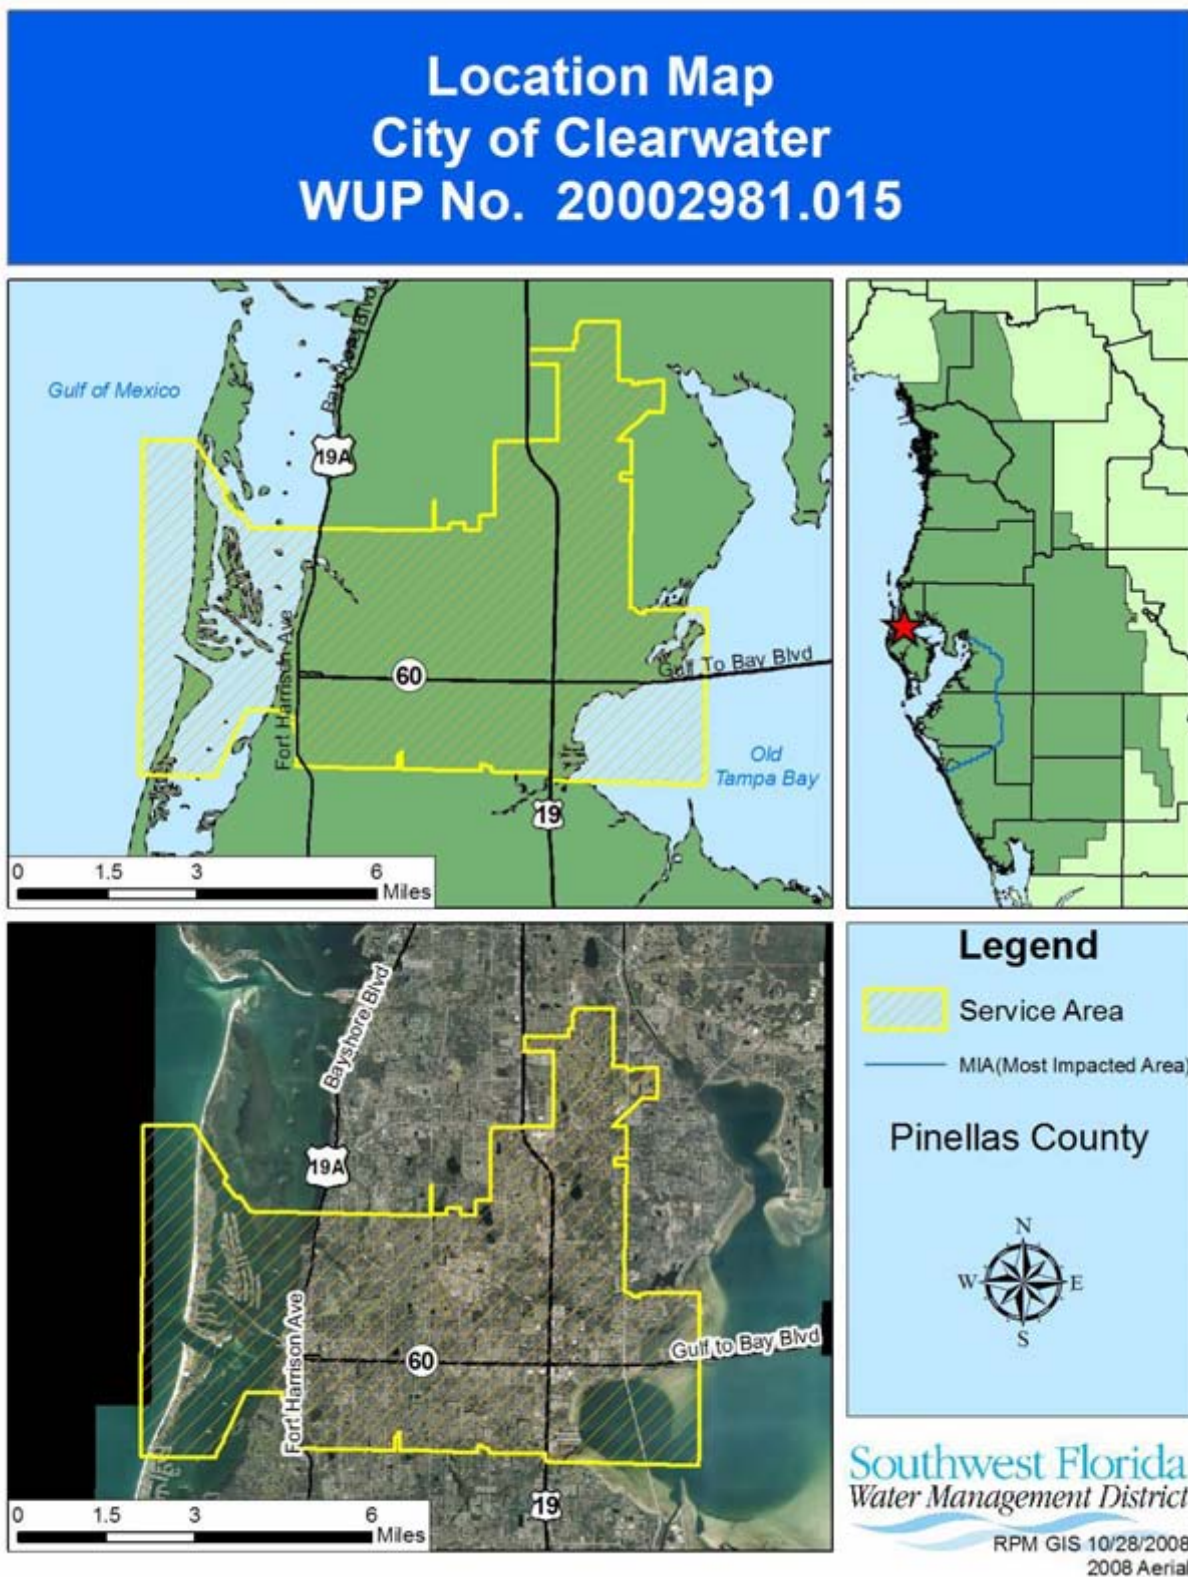 Location Map
City of Clearwater
WUP No. 20002981.015
Gulf of Mexico
Bayshore Blvd
19A
Fort Harrison Ave
60
Gulf To Bay Blvd
Old
Tampa Bay
19
0 1.5 3 6
Miles
Bayshore Blvd
19A
Fort Harrison Ave
60
Gulf to Bay Blvd
19
0 1.5 3 6
Miles
Legend
Service Area
MIA(Most Impacted Area)
Pinellas County
N
W E
S
Southwest Florida
Water Management District
RPM GIS 10/28/2008
2008 Aerial